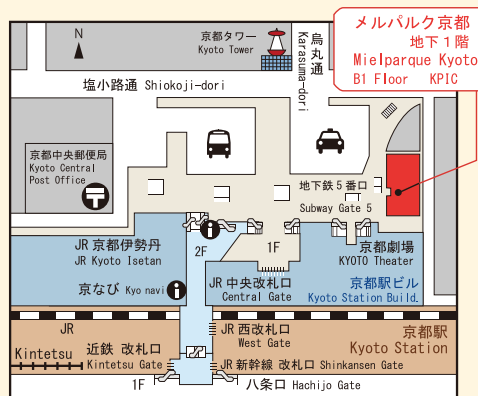 メルパルク京都
地下1階
Mielparque Kyoto
B1 Floor KPIC
N
京都タワー
Kyoto Tower
烏丸通
Karasuma-dori
塩小路通 Shiokoji-dori
京都中央郵便局
Kyoto Central
Post Office
地下鉄5番口
Subway Gate 5
JR 京都伊勢丹
JR Kyoto Isetan
2F
1F
京都劇場
KYOTO Theater
京なび Kyo navi
JR 中央改札口
Central Gate
京都駅ビル
Kyoto Station Build.
JR
JR 西改札口
West Gate
京都駅
Kyoto Station
Kintetsu
近鉄 改札口
Kintetsu Gate
JR 新幹線 改札口 Shinkansen Gate
1F
八条口 Hachijo Gate